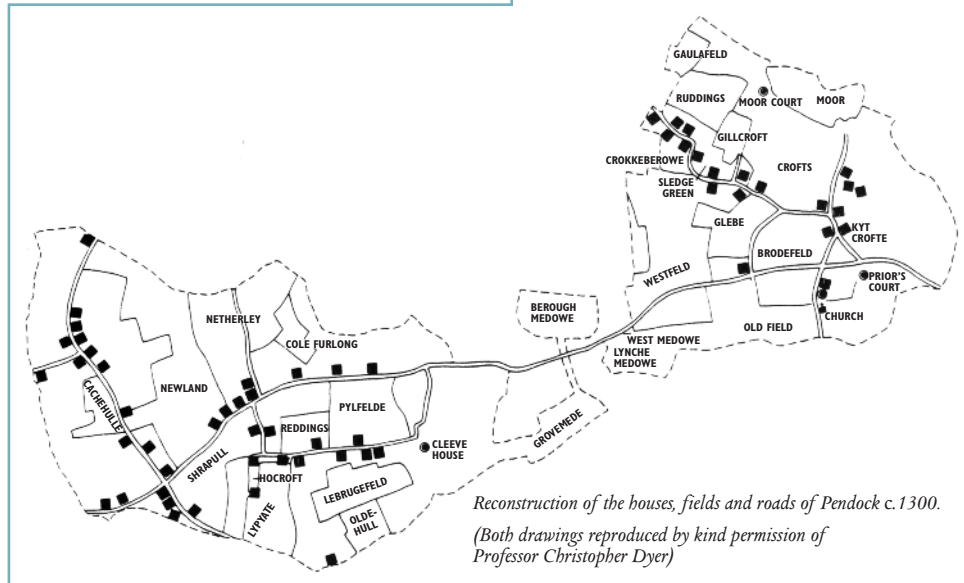 GAULAFELD
RUDDINGS
MOOR COURT
MOOR
GILLCROFT
CROKKEBEROWE
CROFTS
SLEDGE
GREEN
GLEBE
KYT
CROFTE
BRODEFELD
WESTFELD
PRIOR'S
COURT
BEROUGH
MEDOWE
CHURCH
OLD FIELD
WEST MEDOWE
LYNCHE
MEDOWE
NETHERLEY
COLE FURLONG
NEWLAND
CACHEHULLE
PYLFELDE
REDDINGS
GROVEMEDE
CLEEVE
HOUSE
SHRAPULL
HOCROFT
LEBRUGEFELD
LYPYATE
OLDE-
HULL
Reconstruction of the houses, fields and roads of Pendock c.1300.
(Both drawings reproduced by kind permission of
Professor Christopher Dyer)